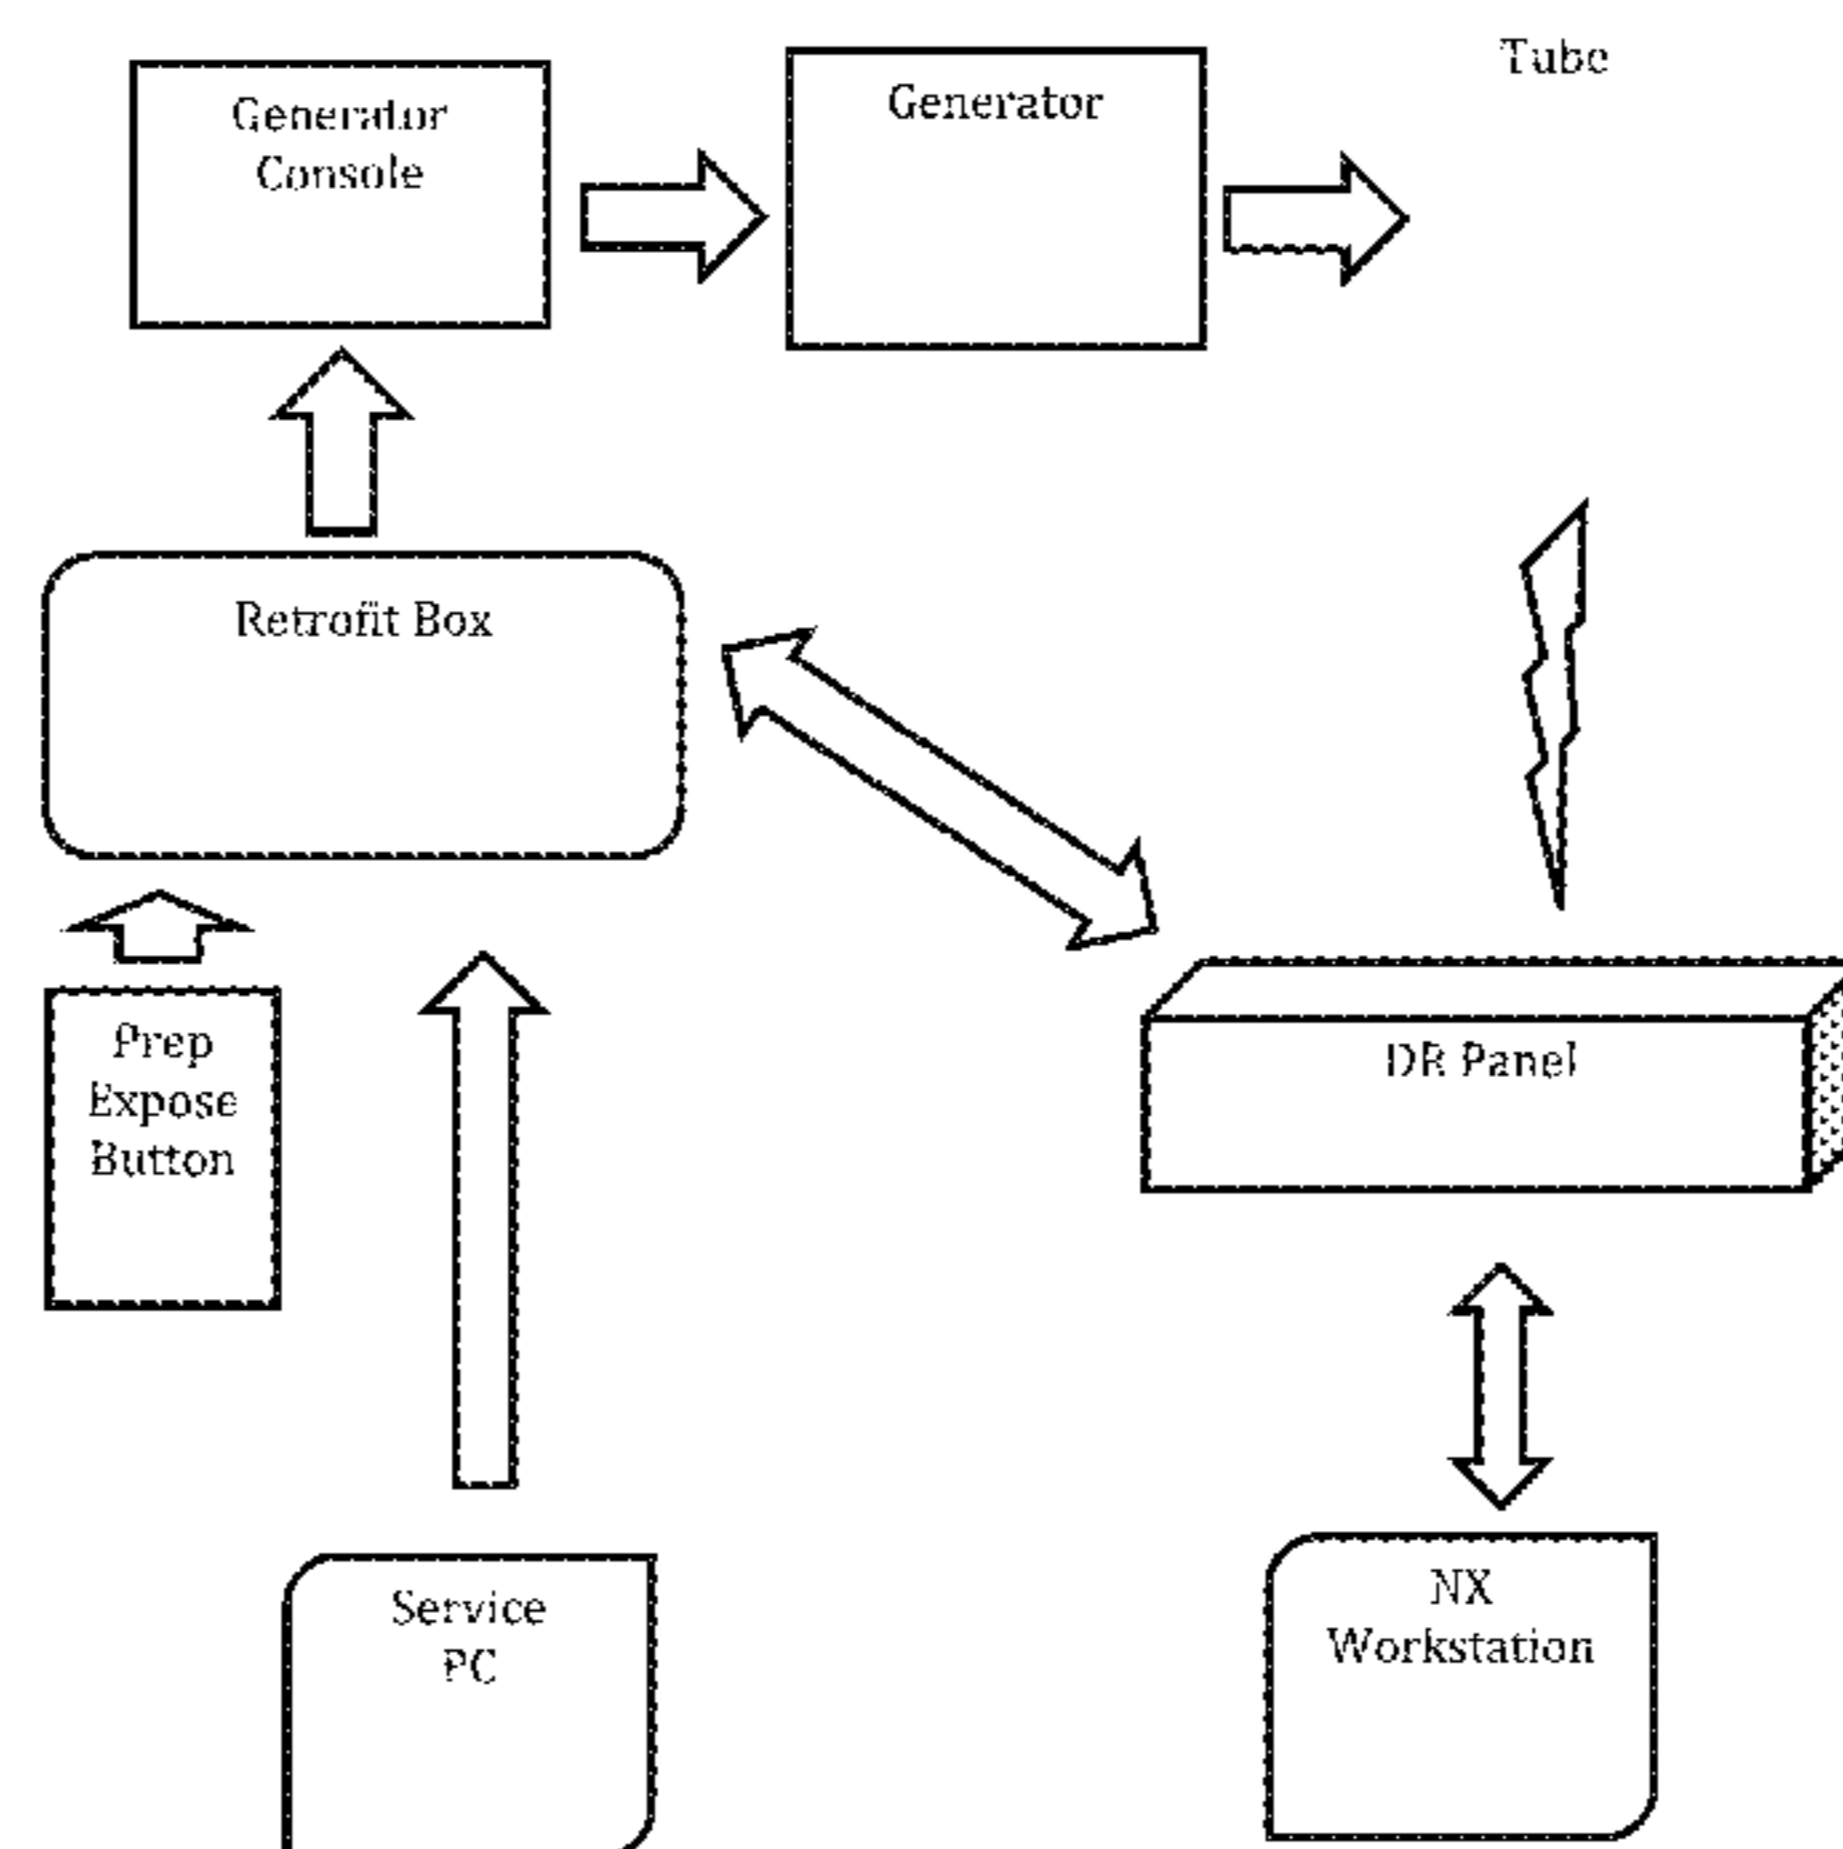 Generator
Console
Generator
Tube
Retrofit Box
Prep
Expose
Button
DR Panel
Service
PC
NX
Workstation